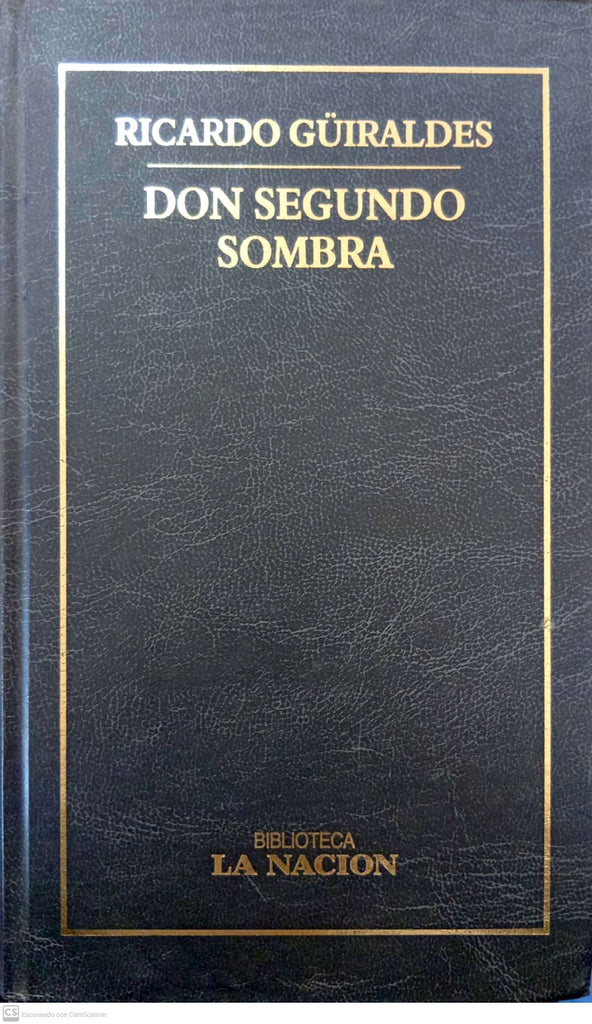 RICARDO GÜIRALDES
DON SEGUNDO
SOMBRA
BIBLIOTECA
LA NACION
CS Escaneado con CamScanner